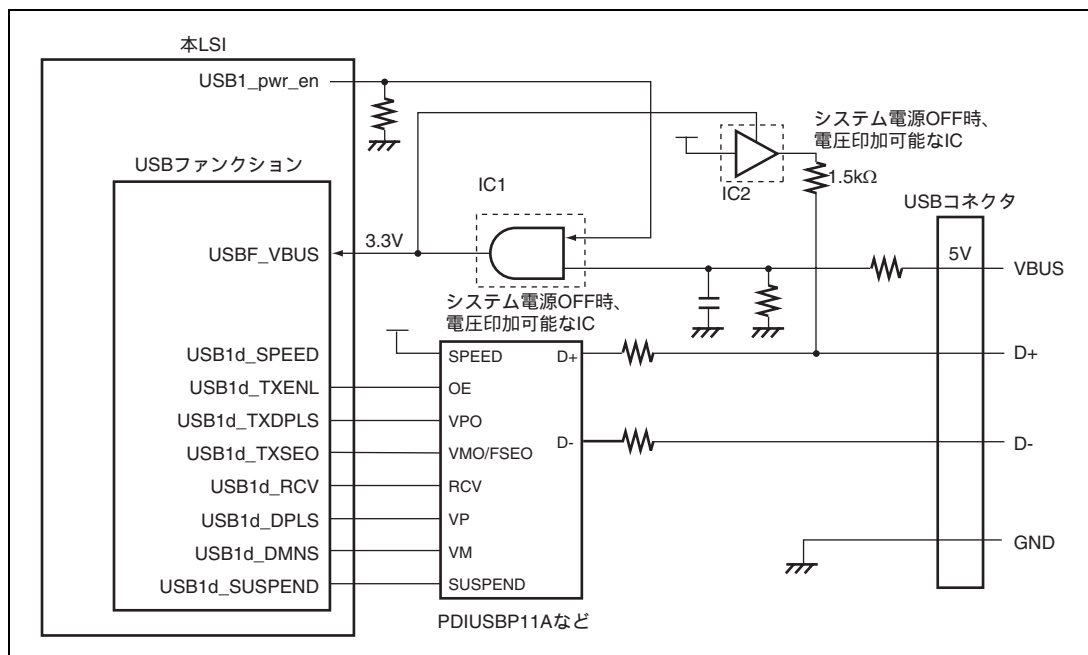 本LSI
USB1_pwr_en
システム電源OFF時、
電圧印加可能なIC
USBファンクション
IC1
IC2
1.5kΩ
USBコネクタ
USBF_VBUS
3.3V
5V
VBUS
システム電源OFF時、
電圧印加可能なIC
USB1d_SPEED
SPEED
D+
D+
USB1d_TXENL
OE
USB1d_TXDPLS
VPO
D-
D-
USB1d_TXSEO
VMO/FSEO
USB1d_RCV
RCV
USB1d_DPLS
VP
USB1d_DMNS
VM
GND
USB1d_SUSPEND
SUSPEND
PDIUSBP11Aなど